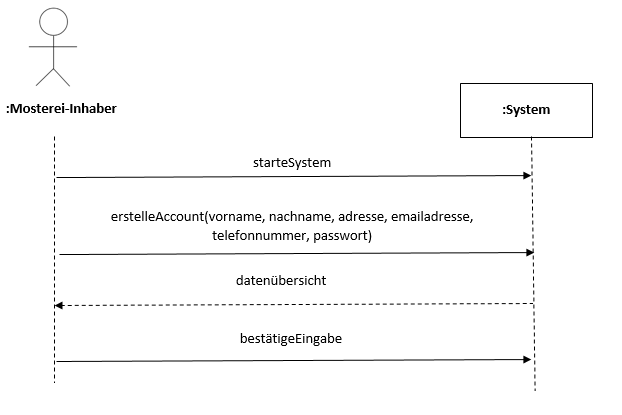 :Mosterei-Inhaber
:System
starteSystem
erstelleAccount(vorname, nachname, adresse, emailadresse,
telefonnummer, passwort)
datenübersicht
bestätigeEingabe